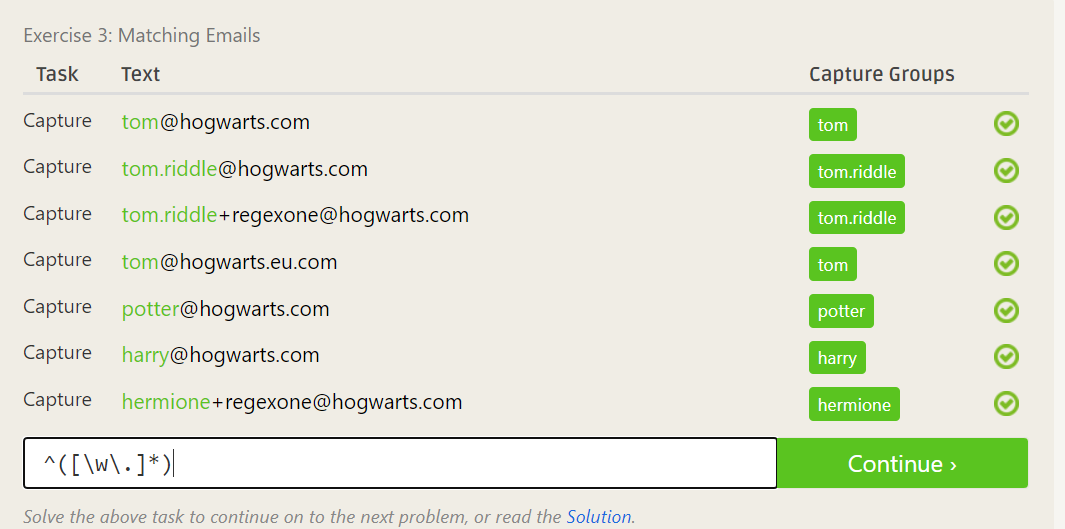 Exercise 3: Matching Emails
Task Text Capture Groups
Capture tom@hogwarts.com tom
Capture tom.riddle@hogwarts.com tom.riddle
Capture tom.riddle+regexone@hogwarts.com tom.riddle
Capture tom@hogwarts.eu.com tom
Capture potter@hogwarts.com potter
Capture harry@hogwarts.com harry
Capture hermione+regexone@hogwarts.com hermione
^([\w\.]*) Continue ›
Solve the above task to continue on to the next problem, or read the Solution.